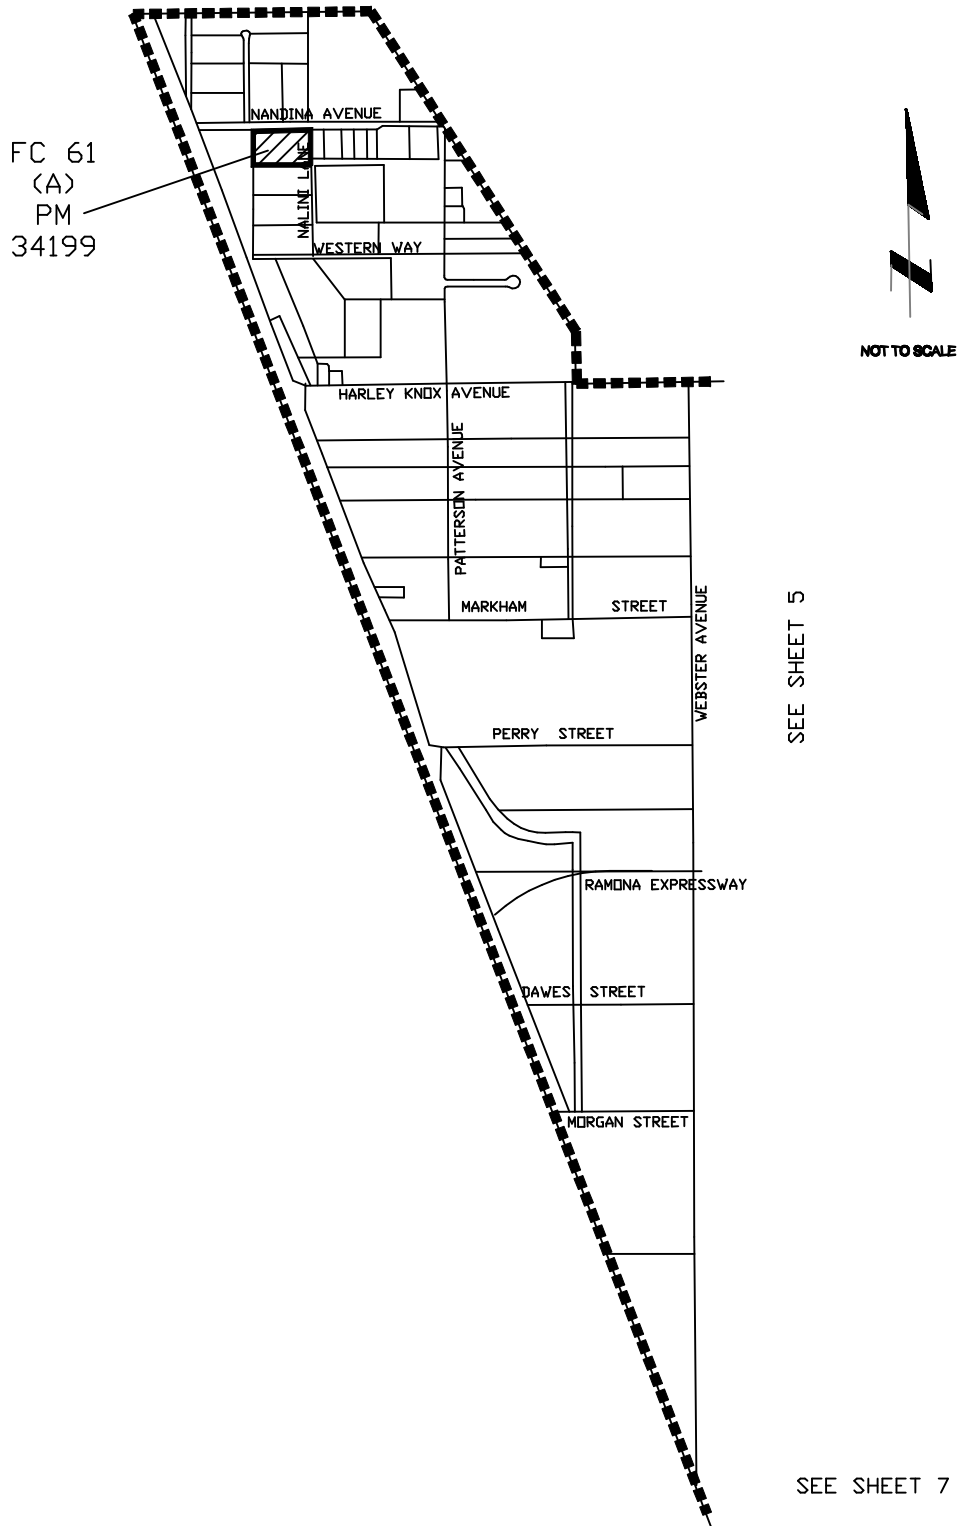 NANDINA AVENUE
FC 61
(A)
PM
34199
NALINI LANE
WESTERN WAY
NOT TO SCALE
HARLEY KNOX AVENUE
PATTERSON AVENUE
MARKHAM STREET
WEBSTER AVENUE
SEE SHEET 5
PERRY STREET
RAMONA EXPRESSWAY
DAWES STREET
MORGAN STREET
SEE SHEET 7